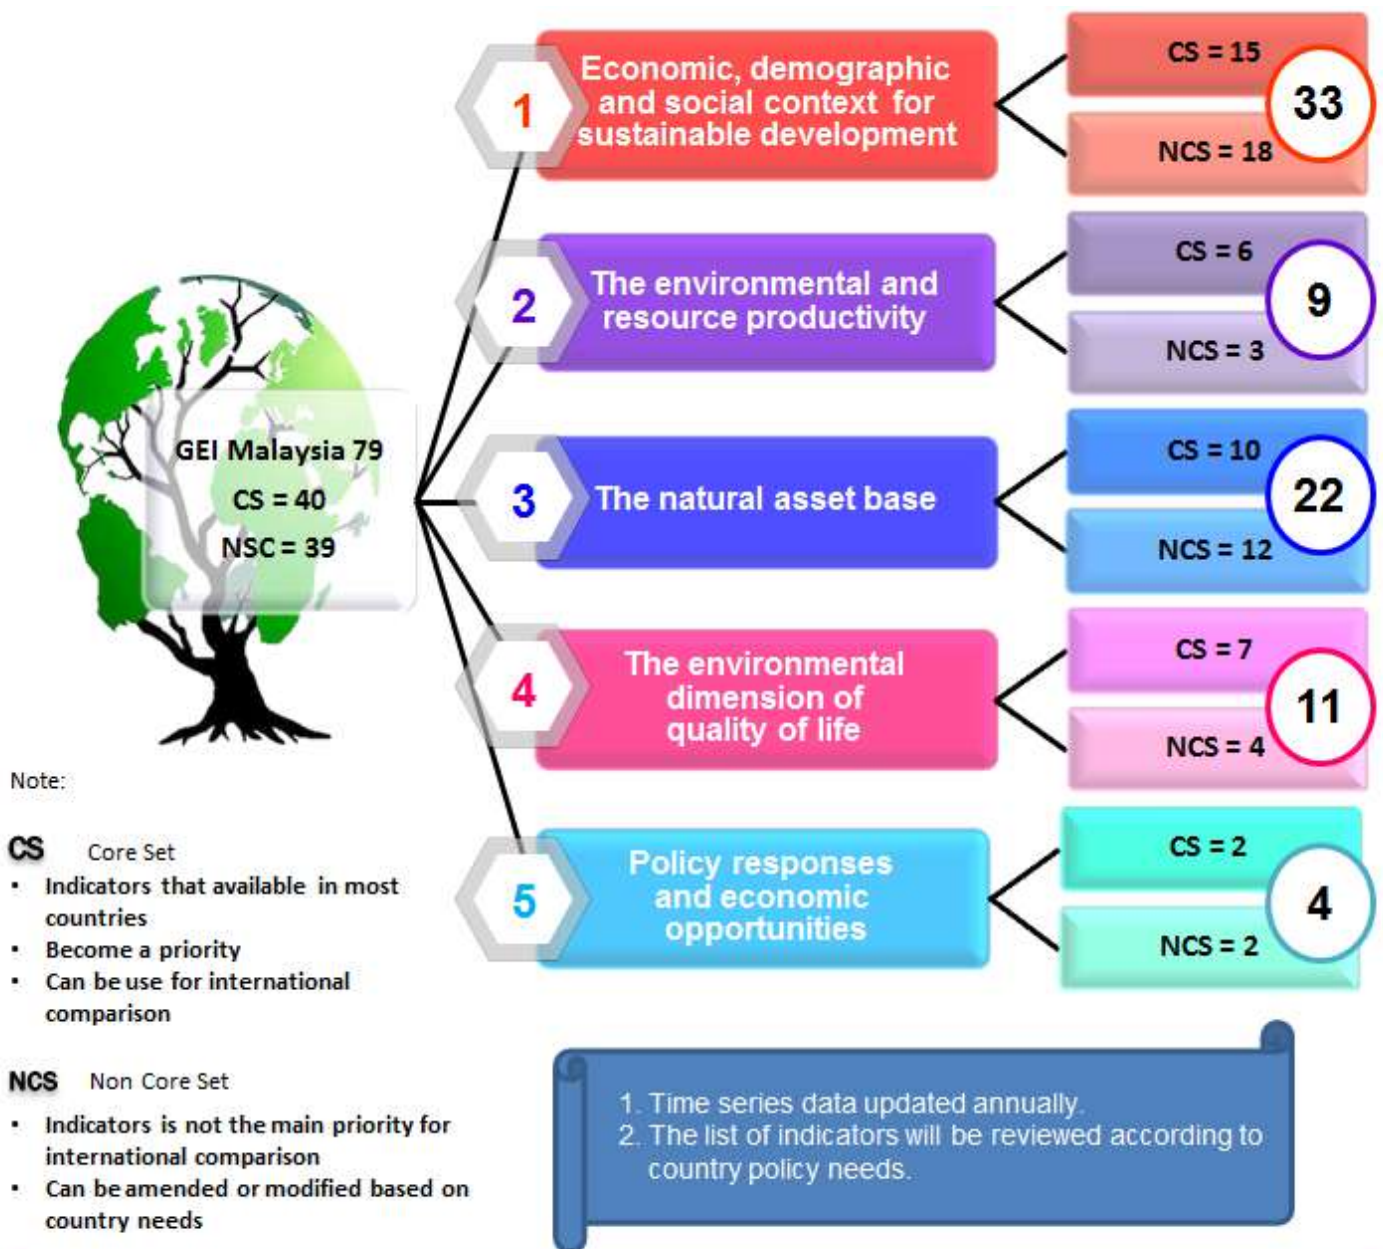 1
Economic, demographic
and social context for
sustainable development
CS = 15
NCS = 18
33
2
The environmental and
resource productivity
CS = 6
NCS = 3
9
GEI Malaysia 79
CS = 40
NSC = 39
3
The natural asset base
CS = 10
NCS = 12
22
4
The environmental
dimension of
quality of life
CS = 7
NCS = 4
11
5
Policy responses
and economic
opportunities
CS = 2
NCS = 2
4
Note:
CS Core Set
• Indicators that available in most
countries
• Become a priority
• Can be use for international
comparison
NCS Non Core Set
• Indicators is not the main priority for
international comparison
• Can be amended or modified based on
country needs
1. Time series data updated annually.
2. The list of indicators will be reviewed according to
country policy needs.